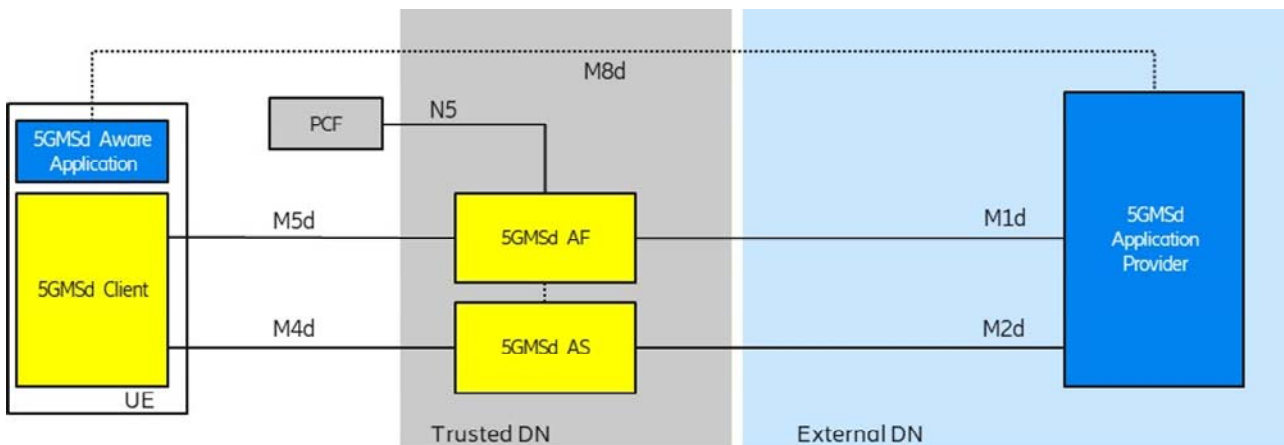 M8d
PCF
N5
5GMSd Aware
Application
M5d
5GMSd AF
M1d
5GMSd
Application
Provider
5GMSd Client
M4d
5GMSd AS
M2d
UE
Trusted DN
External DN